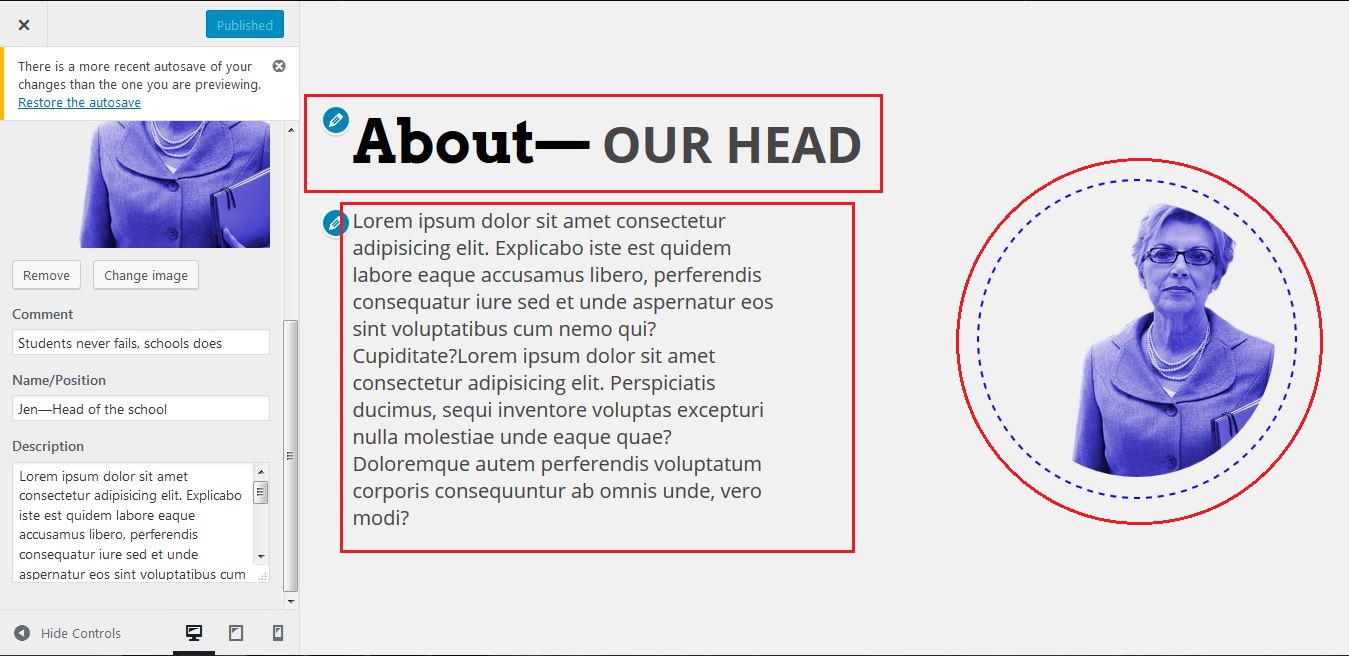 Published
There is a more recent autosave of your
changes than the one you are previewing.
Restore the autosave
Remove
Change image
Comment
Students never fails, schools does
Name/Position
Jen—Head of the school
Description
Lorem ipsum dolor sit amet
consectetur adipisicing elit. Explicabo
iste est quidem labore eaque
accusamus libero, perferendis
consequatur iure sed et unde
aspernatur eos sint voluptatibus cum
Hide Controls
About— OUR HEAD
Lorem ipsum dolor sit amet consectetur
adipisicing elit. Explicabo iste est quidem
labore eaque accusamus libero, perferendis
consequatur iure sed et unde aspernatur eos
sint voluptatibus cum nemo qui?
Cupiditate?Lorem ipsum dolor sit amet
consectetur adipisicing elit. Perspiciatis
ducimus, sequi inventore voluptas excepturi
nulla molestiae unde eaque quae?
Doloremque autem perferendis voluptatum
corporis consequuntur ab omnis unde, vero
modi?